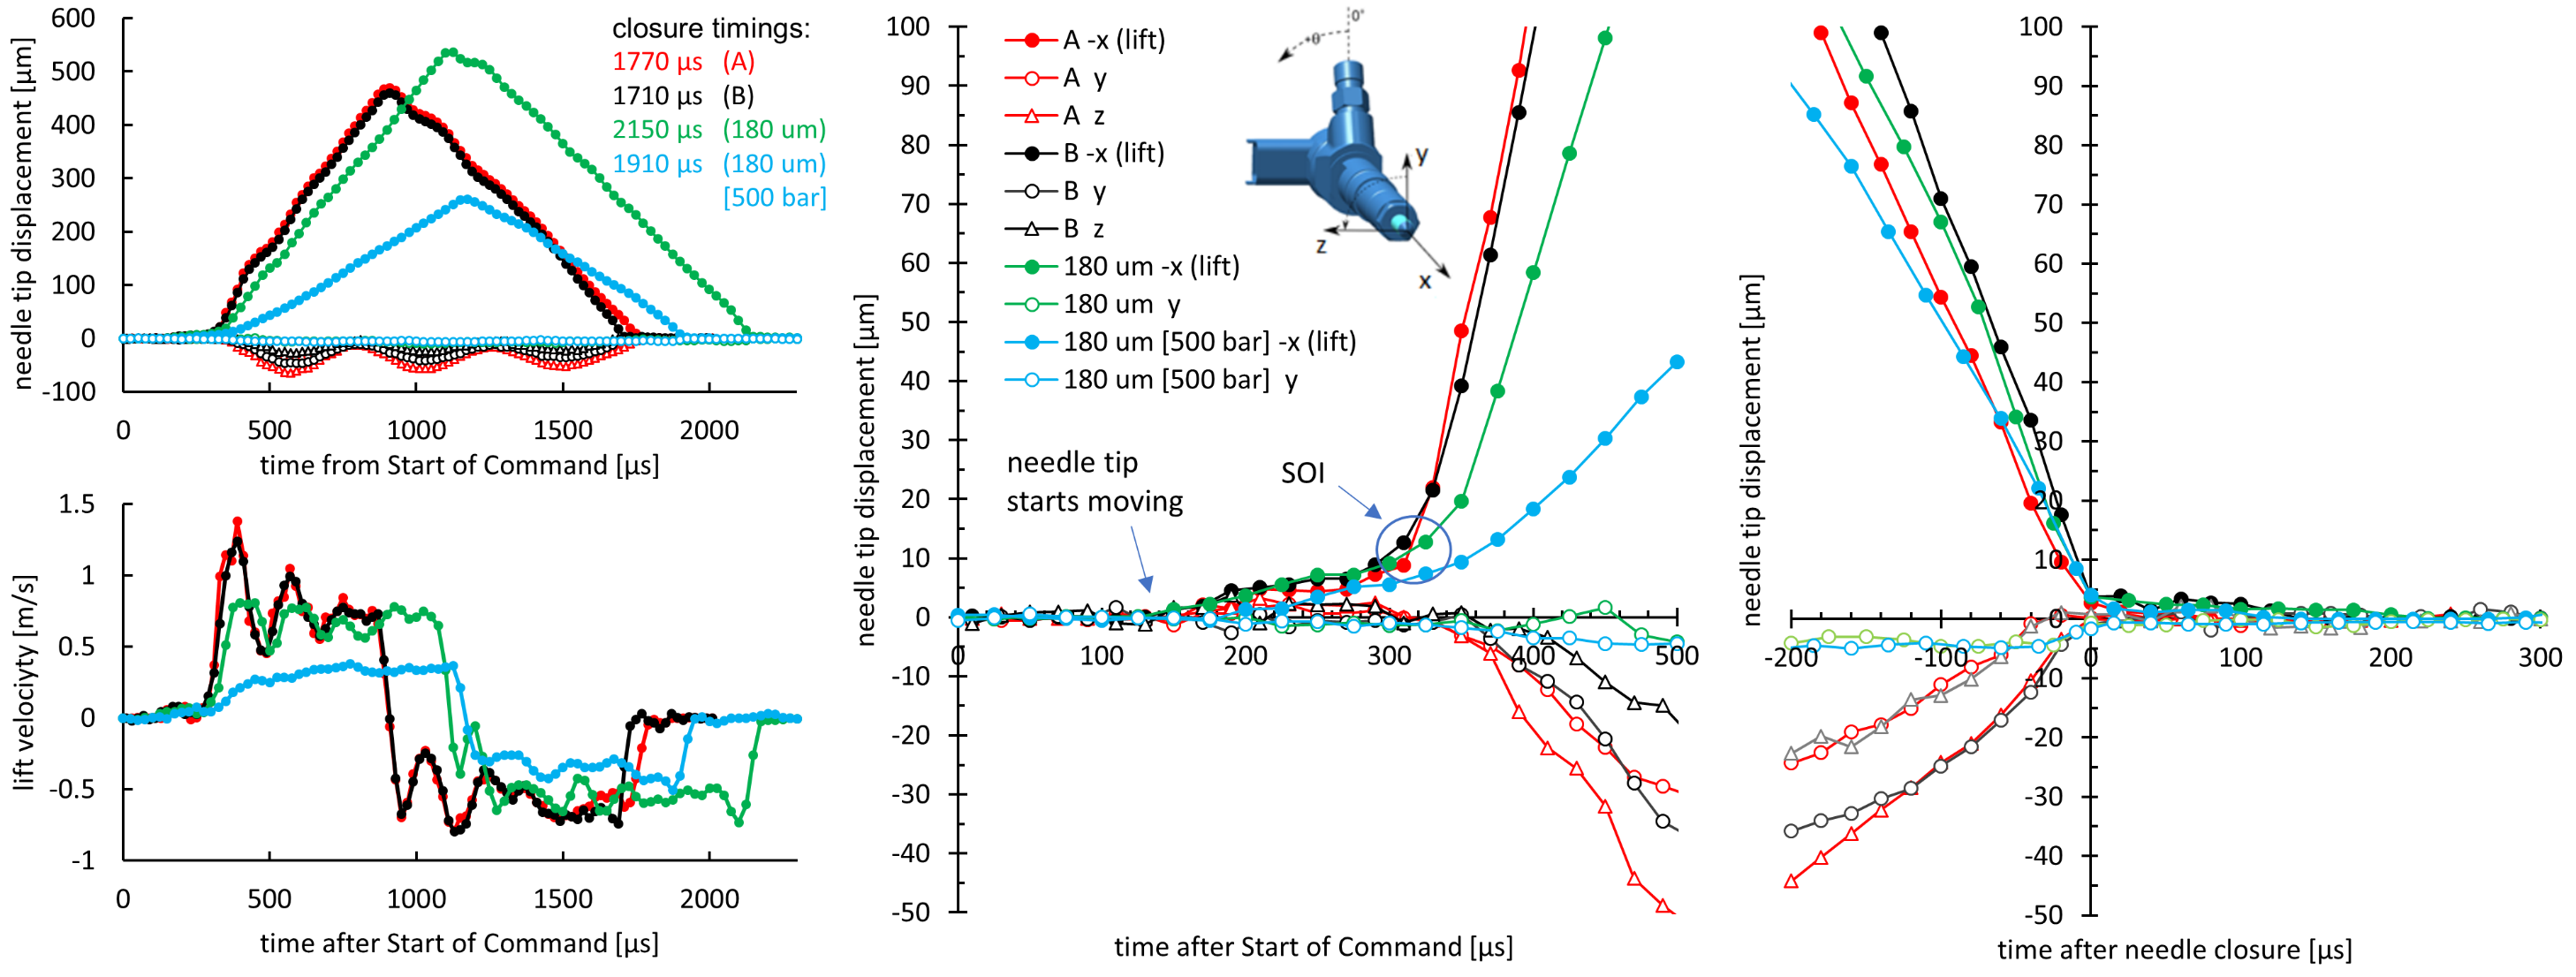 600
500
400
300
200
100
0
-100
needle tip displacement [µm]
closure timings:
1770 µs (A)
1710 µs (B)
2150 µs (180 um)
1910 µs (180 um)
[500 bar]
0 500 1000 1500 2000
time from Start of Command [µs]
1.5
1
0.5
0
-0.5
-1
lift velociyty [m/s]
0 500 1000 1500 2000
time after Start of Command [µs]
100
90
80
70
60
50
40
30
20
10
0
-10
-20
-30
-40
-50
needle tip displacement [µm]
A -x (lift)
A y
A z
B -x (lift)
B y
B z
180 um -x (lift)
180 um y
180 um [500 bar] -x (lift)
180 um [500 bar] y
0°
+θ
y
z
x
needle tip
starts moving
SOI
0 100 200 300 400 500
time after Start of Command [µs]
100
90
80
70
60
50
40
30
20
10
0
-10
-20
-30
-40
-50
needle tip displacement [µm]
-200 -100 0 100 200 300
time after needle closure [µs]